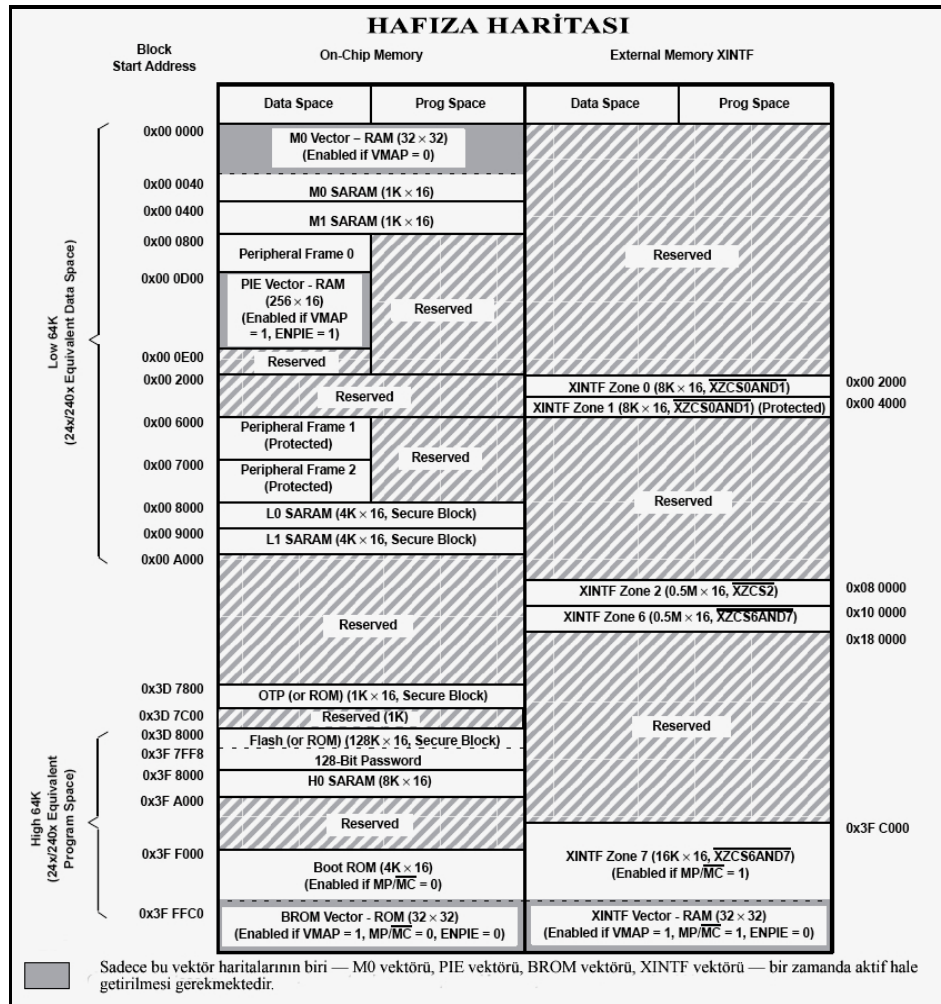 HAFIZA HARİTASI
Block
Start Address
On-Chip Memory
External Memory XINTF
Data Space
Prog Space
Data Space
Prog Space
Low 64K
(24x/240x Equivalent Data Space)
High 64K
(24x/240x Equivalent
Program Space)
0x00 0000
M0 Vector – RAM (32 × 32)
(Enabled if VMAP = 0)
0x00 0040
M0 SARAM (1K × 16)
0x00 0400
M1 SARAM (1K × 16)
0x00 0800
Peripheral Frame 0
0x00 0D00
PIE Vector - RAM
(256 × 16)
(Enabled if VMAP
= 1, ENPIE = 1)
Reserved
Reserved
0x00 0E00
Reserved
0x00 2000
Reserved
XINTF Zone 0 (8K × 16, XZCS0AND1)
0x00 2000
XINTF Zone 1 (8K × 16, XZCS0AND1) (Protected)
0x00 4000
0x00 6000
Peripheral Frame 1
(Protected)
Reserved
0x00 7000
Peripheral Frame 2
(Protected)
Reserved
0x00 8000
L0 SARAM (4K × 16, Secure Block)
0x00 9000
L1 SARAM (4K × 16, Secure Block)
0x00 A000
Reserved
XINTF Zone 2 (0.5M × 16, XZCS2)
0x08 0000
XINTF Zone 6 (0.5M × 16, XZCS6AND7)
0x10 0000
0x18 0000
Reserved
0x3D 7800
OTP (or ROM) (1K × 16, Secure Block)
0x3D 7C00
Reserved (1K)
0x3D 8000
Flash (or ROM) (128K × 16, Secure Block)
0x3F 7FF8
128-Bit Password
0x3F 8000
H0 SARAM (8K × 16)
0x3F A000
Reserved
0x3F C000
0x3F F000
Boot ROM (4K × 16)
(Enabled if MP/MC = 0)
XINTF Zone 7 (16K × 16, XZCS6AND7)
(Enabled if MP/MC = 1)
0x3F FFC0
BROM Vector - ROM (32 × 32)
(Enabled if VMAP = 1, MP/MC = 0, ENPIE = 0)
XINTF Vector - RAM (32 × 32)
(Enabled if VMAP = 1, MP/MC = 1, ENPIE = 0)
Sadece bu vektör haritalarının biri — M0 vektörü, PIE vektörü, BROM vektörü, XINTF vektörü — bir zamanda aktif hale
getirilmesi gerekmektedir.